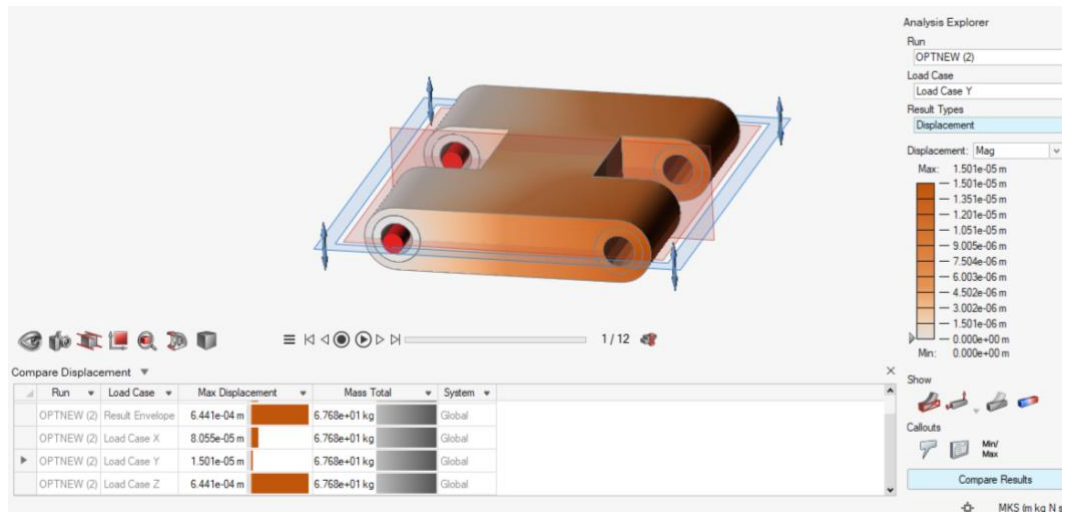 Analysis Explorer
Run
OPTNEW (2)
Load Case
Load Case Y
Result Types
Displacement
Displacement: Mag
Max: 1.501e-05 m
1.501e-05 m
1.351e-05 m
1.201e-05 m
1.051e-05 m
9.005e-06 m
7.504e-06 m
6.003e-06 m
4.502e-06 m
3.002e-06 m
1.501e-06 m
0.000e+00 m
Min: 0.000e+00 m
Show
Callouts
Min/
Max
Compare Results
MKS (m kg N s
1 / 12
Compare Displacement
Run Load Case Max Displacement Mass Total System
OPTNEW (2) Result Envelope 6.441e-04 m 6.768e+01 kg Global
OPTNEW (2) Load Case X 8.055e-05 m 6.768e+01 kg Global
OPTNEW (2) Load Case Y 1.501e-05 m 6.768e+01 kg Global
OPTNEW (2) Load Case Z 6.441e-04 m 6.768e+01 kg Global